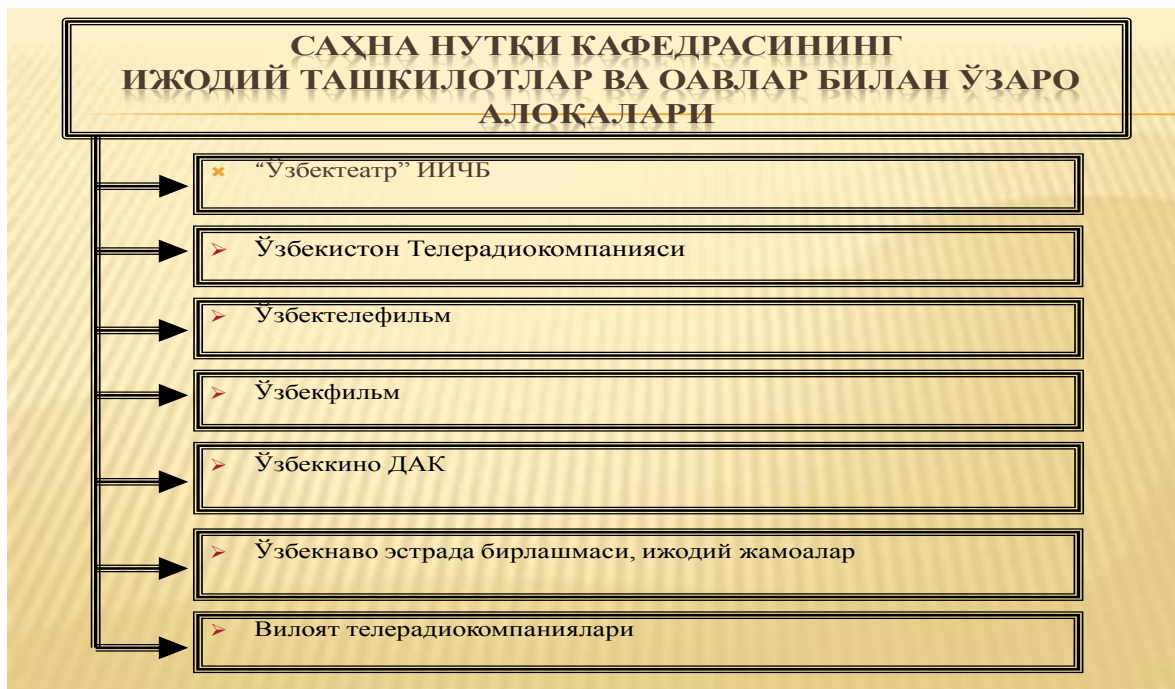 САҲНА НУТҚИ КАФЕДРАСИНИНГ
ИЖОДИЙ ТАШКИЛОТЛАР ВА ОАВЛАР БИЛАН ЎЗАРО
АЛОҚАЛАРИ
“Ўзбектеатр” ИИЧБ
Ўзбекистон Телерадиокомпанияси
Ўзбектелефильм
Ўзбекфильм
Ўзбеккино ДАК
Ўзбекнаво эстрада бирлашмаси, ижодий жамоалар
Вилоят телерадиокомпаниялари